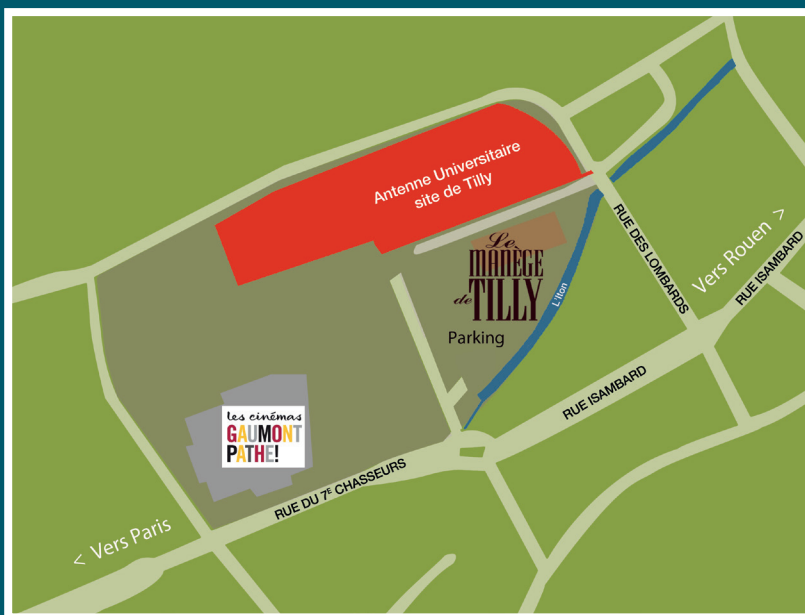 Antenne Universitaire
site de Tilly
Le
MANÈGE
de TILLY
Parking
L'Iton
RUE DES LOMBARDS
Vers Rouen >
RUE ISAMBARD
RUE ISAMBARD
les cinémas
GAUMONT
PATHE!
RUE DU 7E CHASSEURS
< Vers Paris